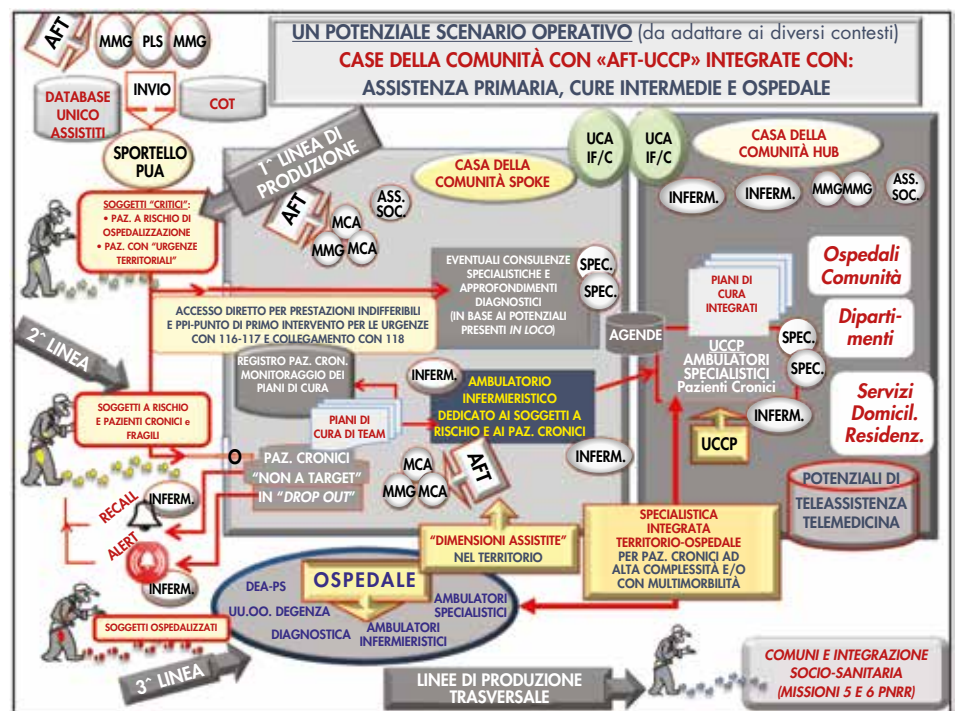 UN POTENZIALE SCENARIO OPERATIVO (da adattare ai diversi contesti)
CASE DELLA COMUNITÀ CON «AFT-UCCP» INTEGRATE CON:
ASSISTENZA PRIMARIA, CURE INTERMEDIE E OSPEDALE
AFT
MMG
PLS
MMG
DATABASE
UNICO
ASSISTITI
INVIO
COT
SPORTELLO
PUA
1^ LINEA DI
PRODUZIONE
SOGGETTI "CRITICI":
• PAZ. A RISCHIO DI
OSPEDALIZZAZIONE
• PAZ. CON "URGENZE
TERRITORIALI"
CASA DELLA
COMUNITÀ SPOKE
UCA
IF/C
UCA
IF/C
CASA DELLA
COMUNITÀ HUB
AFT
MCA
MMG
MCA
ASS.
SOC.
INFERM.
INFERM.
MMG
MMG
ASS.
SOC.
EVENTUALI CONSULENZE
SPECIALISTICHE E
APPROFONDIMENTI
DIAGNOSTICI
(IN BASE AI POTENZIALI
PRESENTI IN LOCO)
SPEC.
SPEC.
PIANI DI
CURA
INTEGRATI
Ospedali
Comunità
ACCESSO DIRETTO PER PRESTAZIONI INDIFFERIBILI
E PPI-PUNTO DI PRIMO INTERVENTO PER LE URGENZE
CON 116-117 E COLLEGAMENTO CON 118
AGENDE
UCCP
AMBULATORI
SPECIALISTICI
Pazienti Cronici
SPEC.
SPEC.
Diparti-
menti
2^ LINEA
REGISTRO PAZ. CRON.
MONITORAGGIO DEI
PIANI DI CURA
INFERM.
AMBULATORIO
INFERMIERISTICO
DEDICATO AI SOGGETTI A
RISCHIO E AI PAZ. CRONICI
INFERM.
UCCP
Servizi
Domicil.
Residenz.
SOGGETTI A RISCHIO
E PAZIENTI CRONICI e
FRAGILI
PIANI DI
CURA DI TEAM
O
PAZ. CRONICI
"NON A TARGET"
IN "DROP OUT"
MCA
MMG
MCA
AFT
INFERM.
POTENZIALI DI
TELEASSISTENZA
TELEMEDICINA
RECALL
INFERM.
ALERT
INFERM.
"DIMENSIONI ASSISTITE"
NEL TERRITORIO
SPECIALISTICA
INTEGRATA
TERRITORIO-OSPEDALE
PER PAZ. CRONICI AD
ALTA COMPLESSITÀ E/O
CON MULTIMORBILITÀ
OSPEDALE
DEA-PS
UU.OO. DEGENZA
DIAGNOSTICA
AMBULATORI
INFERMIERISTICI
AMBULATORI
SPECIALISTICI
SOGGETTI OSPEDALIZZATI
3^ LINEA
LINEE DI PRODUZIONE
TRASVERSALE
COMUNI E INTEGRAZIONE
SOCIO-SANITARIA
(MISSIONI 5 E 6 PNRR)